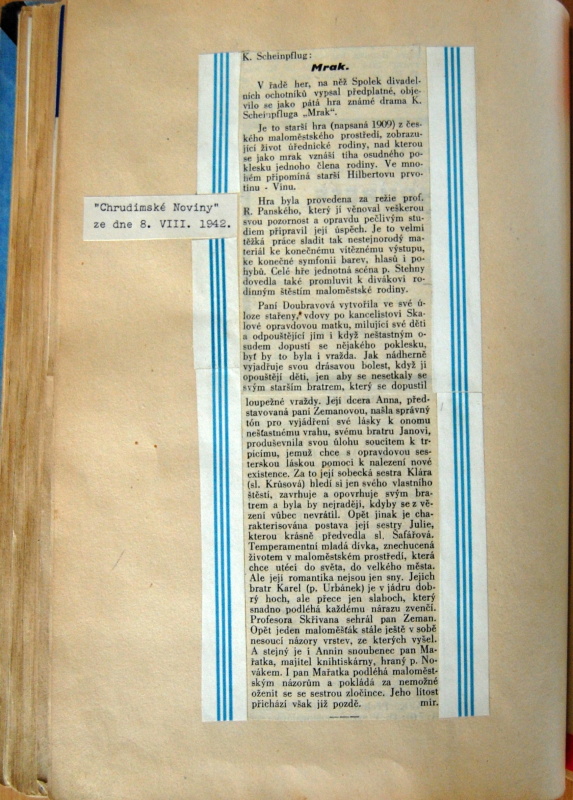 K. Scheinpflug:
Mrak.
V řadě her, na něž Spolek divadel-
ních ochotníků vypsal předplatné, obje-
vilo se jako pátá hra známé drama K.
Scheinpfluga „Mrak".
Je to starší hra (napsaná 1909) z čes-
kého maloměstského prostředí, zobrazu-
jící život úřednické rodiny, nad kterou
se jako mrak vznáší tíha osudného po-
klesku jednoho člena rodiny. Ve mno-
hém připomíná starší Hilbertovu prvo-
tinu - Vinu.
Hra byla provedena za režie prof.
R. Panského, který jí věnoval veškerou
svou pozornost a opravdu pečlivým stu-
diem připravil její úspěch. Je to velmi
těžká práce sladit tak nestejnorodý ma-
teriál ke konečnému vítěznému výstupu,
ke konečné symfonii barev, hlasů i po-
hybů. Celé hře jednotná scéna p. Stehny
dovedla také promluvit k divákovi ro-
dinným štěstím maloměstské rodiny.
Paní Doubravová vytvořila ve své ú-
loze stařeny, vdovy po kancelistovi Ska-
lové opravdovou matku, milující své děti
a odpouštějící jim i když nešťastným o-
sudem dopustí se nějakého poklesku,
byť by to byla i vražda. Jak nádherně
vyjadřuje svou drásavou bolest, když jí
opouštějí děti, jen aby se nesetkaly se
svým starším bratrem, který se dopustil
loupežné vraždy. Její dcera Anna, před-
stavovaná paní Zemanovou, našla správný
tón pro vyjádření své lásky k onomu
nešťastnému vrahu, svému bratru Janovi,
produševnila svou úlohu soucitem k tr-
picímu, jemuž chce s opravdovou ses-
terskou láskou pomoci k nalezení nové
existence. Za to její sobecká sestra Klára
(sl. Krůsová) hledí si jen svého vlastního
štěstí, zavrhuje a opovrhuje svým bra-
trem a byla by nejraději, kdyby se z vě-
zení vůbec nevrátil. Opět jinak je cha-
rakterisována postava její sestry Julie,
kterou krásně předvedla sl. Šafářová.
Temperamentní mladá dívka, znechucená
životem v maloměstském prostředí, která
chce utéci do světa, do velkého města.
Ale její romantika nejsou jen sny. Jejich
bratr Karel (p. Urbánek) je v jádru dob-
rý hoch, ale přece jen slaboch, který
snadno podléhá každému nárazu zvenčí.
Profesora Skřivana sehrál pan Zeman.
Opět jeden maloměšťák stále ještě v sobě
nesoucí názory vrstev, ze kterých vyšel.
A stejný je i Annin snoubenec pan Ma-
řatka, majitel knihtiskárny, hraný p. No-
vákem. I pan Mařatka podléhá maloměst-
ským názorům a pokládá za nemožné
oženit se se sestrou zločince. Jeho lítost
přichází však již pozdě. mir.
"Chrudimské Noviny"
ze dne 8. VIII. 1942.